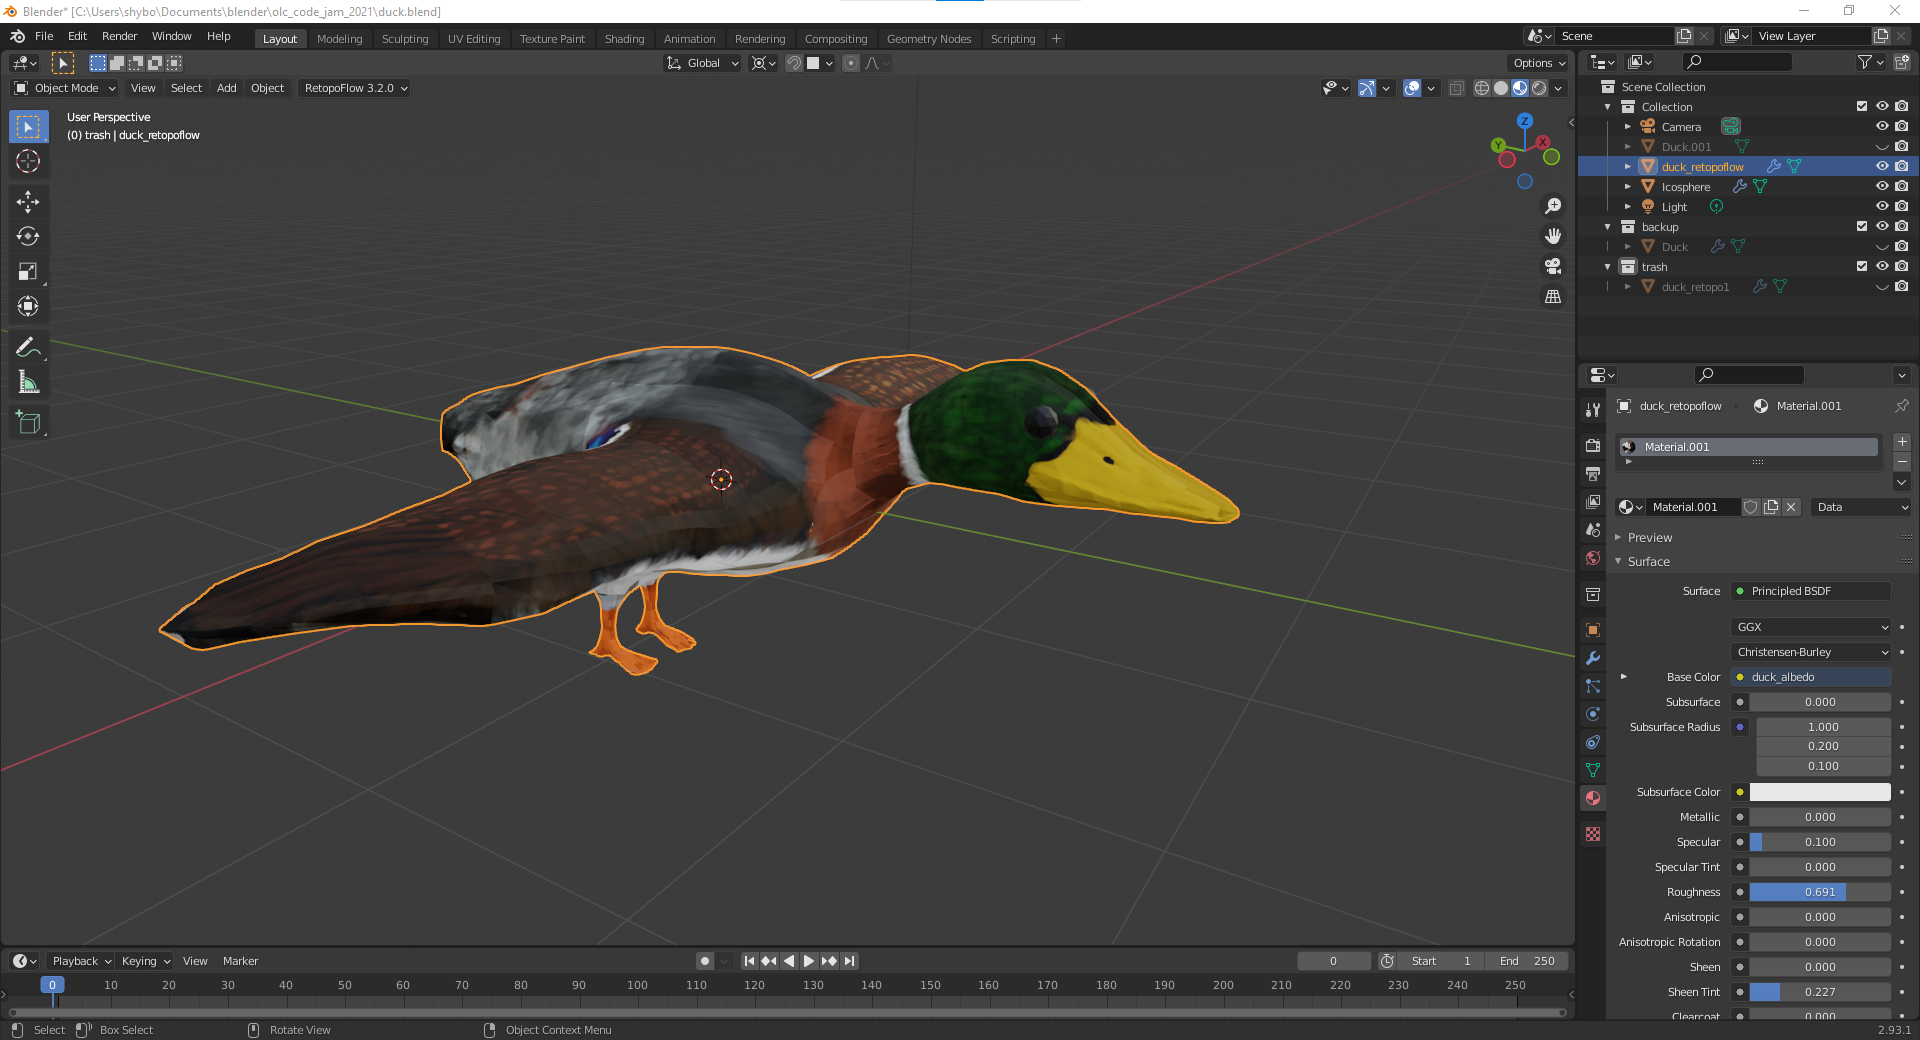 Blender* [C:\Users\shybo\Documents\blender\olc_code_jam_2021\duck.blend]
File Edit Render Window Help Layout Modeling Sculpting UV Editing Texture Paint Shading Animation Rendering Compositing Geometry Nodes Scripting + Scene View Layer
Global Options
Object Mode View Select Add Object RetopoFlow 3.2.0
User Perspective
(0) trash | duck_retopoflow
Z
Y X
Scene Collection
Collection
Camera
Duck.001
duck_retopoflow
Icosphere
Light
backup
Duck
trash
duck_retopo1
duck_retopoflow Material.001
Material.001
Material.001 Data
Preview
Surface
Surface Principled BSDF
GGX
Christensen-Burley
Base Color duck_albedo
Subsurface 0.000
Subsurface Radius 1.000
0.200
0.100
Subsurface Color
Metallic 0.000
Specular 0.100
Specular Tint 0.000
Roughness 0.691
Anisotropic 0.000
Anisotropic Rotation 0.000
Sheen 0.000
Sheen Tint 0.227
Clearcoat 0.000
Playback Keying View Marker 0 Start 1 End 250
0 10 20 30 40 50 60 70 80 90 100 110 120 130 140 150 160 170 180 190 200 210 220 230 240 250
Select Box Select Rotate View Object Context Menu 2.93.1